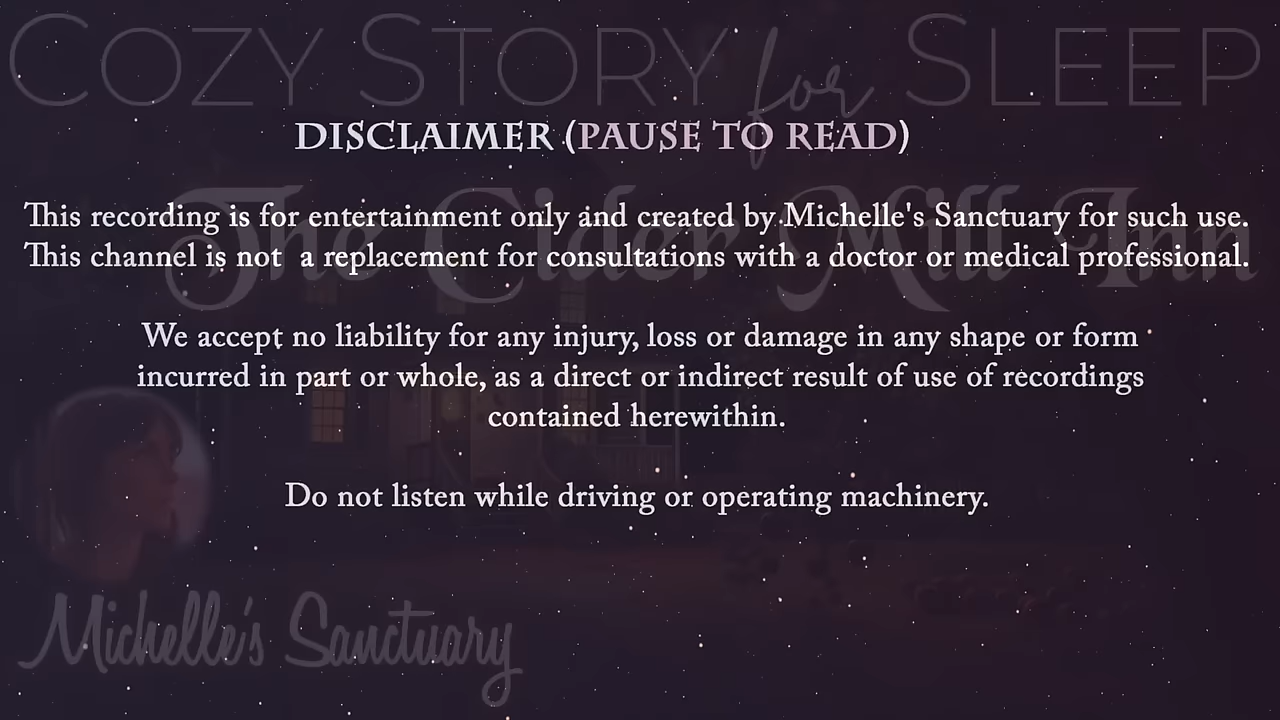 Cozy Story for Sleep
DISCLAIMER (PAUSE TO READ)
The Cider Mill Inn
This recording is for entertainment only and created by Michelle's Sanctuary for such use.
This channel is not a replacement for consultations with a doctor or medical professional.
We accept no liability for any injury, loss or damage in any shape or form
incurred in part or whole, as a direct or indirect result of use of recordings
contained herewithin.
Do not listen while driving or operating machinery.
Michelle's Sanctuary